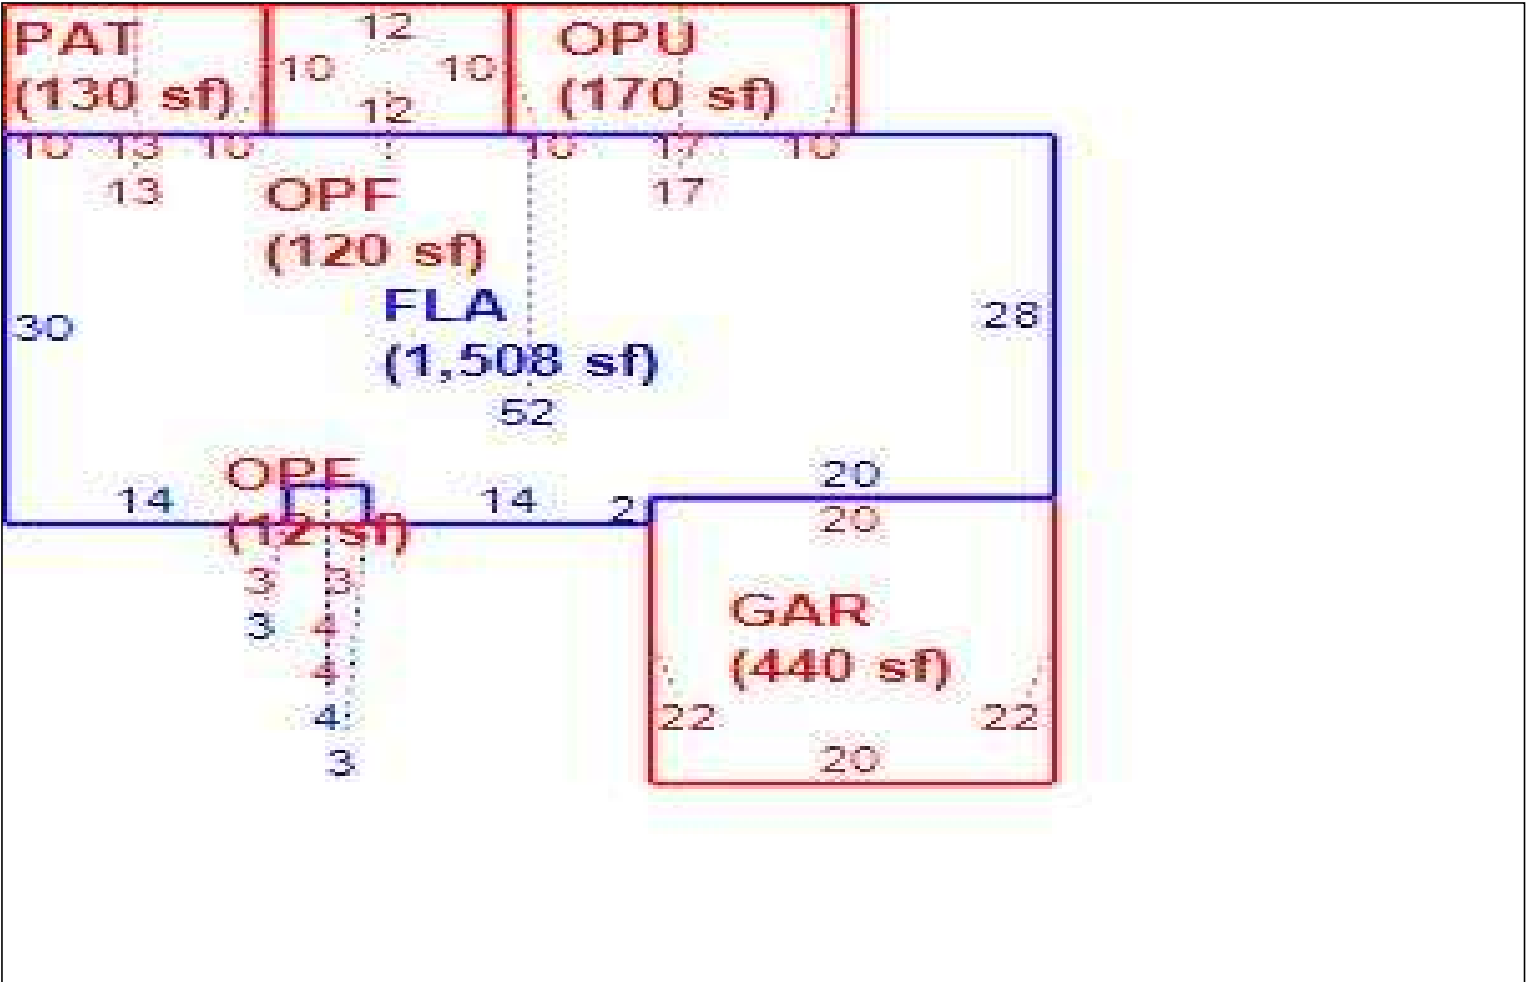 PAT
(130 sf)
12
10 10
12
OPU
(170 sf)
10 13 10
13
10 17 10
17
OPF
(120 sf)
FLA
(1,508 sf)
52
30
28
OPF
(12 sf)
14
14
2
20
20
3 3
3 4
4
4
3
GAR
(440 sf)
22 22
20